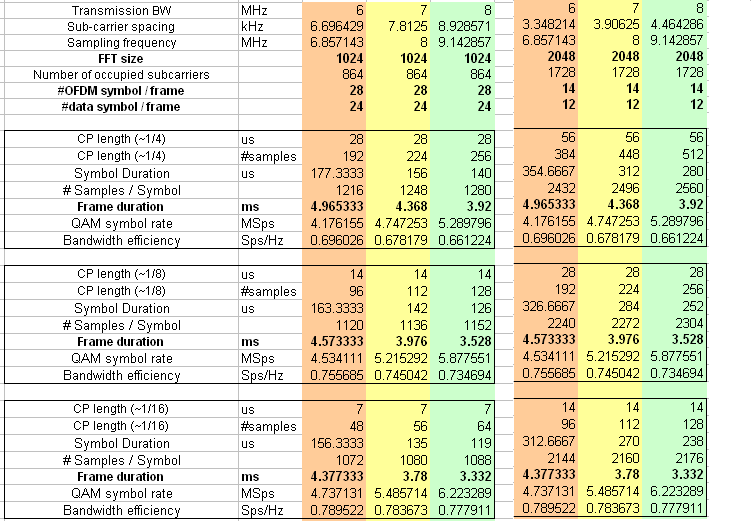 Transmission BW MHz 6 7 8 6 7 8
Sub-carrier spacing kHz 6.696429 7.8125 8.928571 3.348214 3.90625 4.464286
Sampling frequency MHz 6.857143 8 9.142857 6.857143 8 9.142857
FFT size 1024 1024 1024 2048 2048 2048
Number of occupied subcarriers 864 864 864 1728 1728 1728
#OFDM symbol / frame 28 28 28 14 14 14
#data symbol / frame 24 24 24 12 12 12
CP length (~1/4) us 28 28 28 56 56 56
CP length (~1/4) #samples 192 224 256 384 448 512
Symbol Duration us 177.3333 156 140 354.6667 312 280
# Samples / Symbol 1216 1248 1280 2432 2496 2560
Frame duration ms 4.965333 4.368 3.92 4.965333 4.368 3.92
QAM symbol rate MSps 4.176155 4.747253 5.289796 4.176155 4.747253 5.289796
Bandwidth efficiency Sps/Hz 0.696026 0.678179 0.661224 0.696026 0.678179 0.661224
CP length (~1/8) us 14 14 14 28 28 28
CP length (~1/8) #samples 96 112 128 192 224 256
Symbol Duration us 163.3333 142 126 326.6667 284 252
# Samples / Symbol 1120 1136 1152 2240 2272 2304
Frame duration ms 4.573333 3.976 3.528 4.573333 3.976 3.528
QAM symbol rate MSps 4.534111 5.215292 5.877551 4.534111 5.215292 5.877551
Bandwidth efficiency Sps/Hz 0.755685 0.745042 0.734694 0.755685 0.745042 0.734694
CP length (~1/16) us 7 7 7 14 14 14
CP length (~1/16) #samples 48 56 64 96 112 128
Symbol Duration us 156.3333 135 119 312.6667 270 238
# Samples / Symbol 1072 1080 1088 2144 2160 2176
Frame duration ms 4.377333 3.78 3.332 4.377333 3.78 3.332
QAM symbol rate MSps 4.737131 5.485714 6.223289 4.737131 5.485714 6.223289
Bandwidth efficiency Sps/Hz 0.789522 0.783673 0.777911 0.789522 0.783673 0.777911